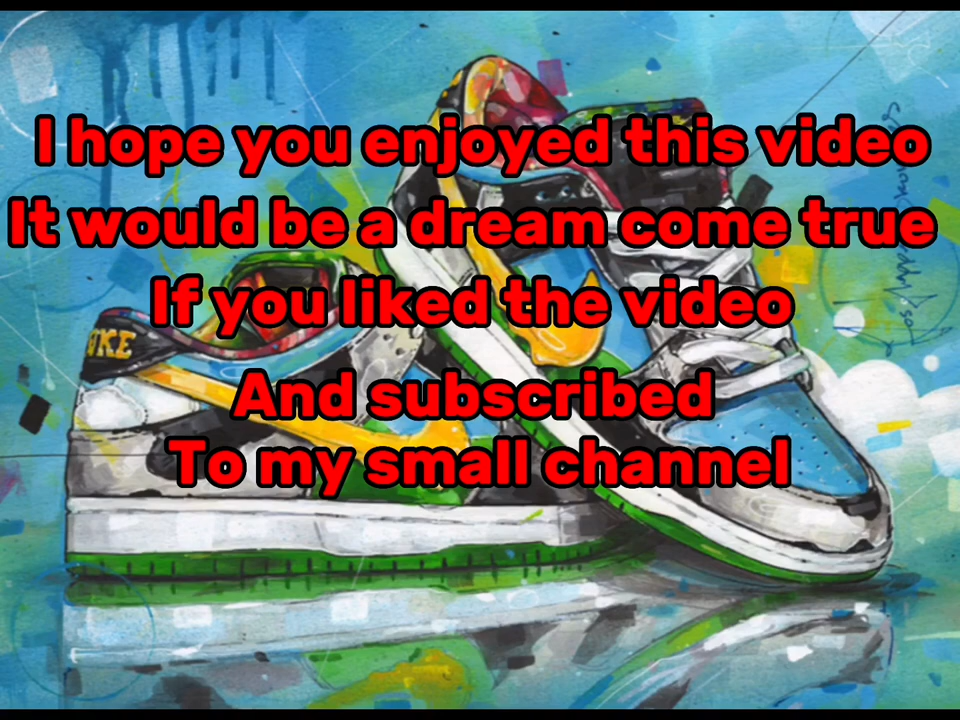 I hope you enjoyed this video
It would be a dream come true
If you liked the video
And subscribed
To my small channel